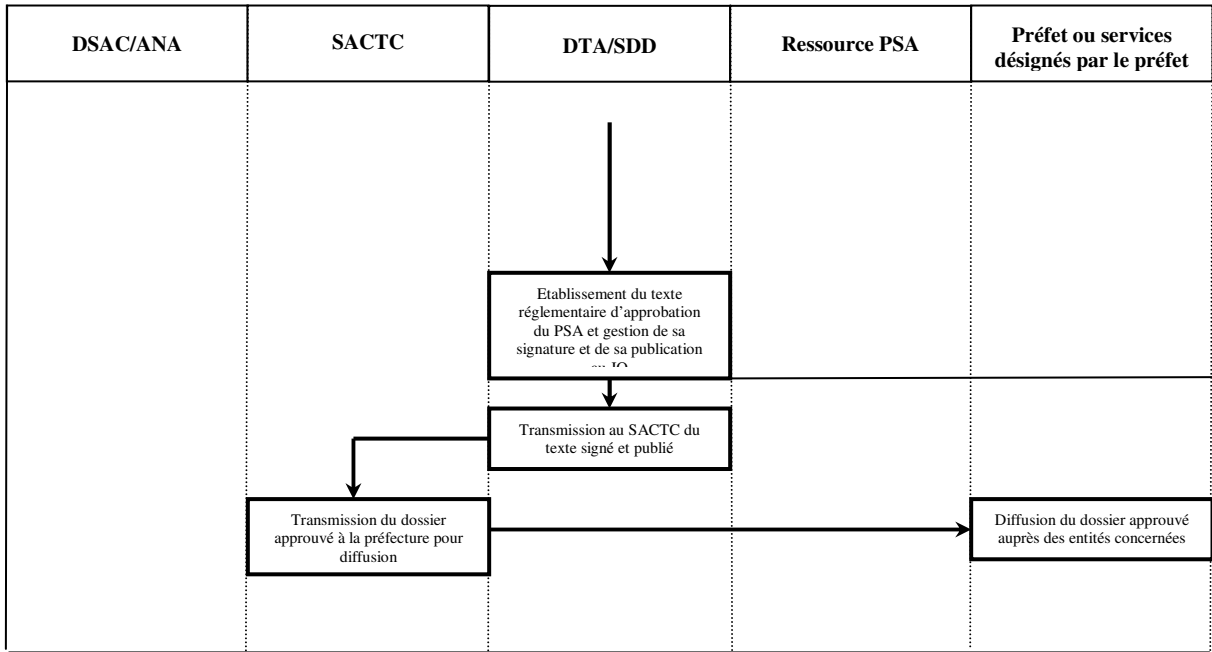 DSAC/ANA
SACTC
DTA/SDD
Ressource PSA
Préfet ou services
désignés par le préfet
Etablissement du texte
réglementaire d’approbation
du PSA et gestion de sa
signature et de sa publication
au JO
Transmission au SACTC du
texte signé et publié
Transmission du dossier
approuvé à la préfecture pour
diffusion
Diffusion du dossier approuvé
auprès des entités concernées